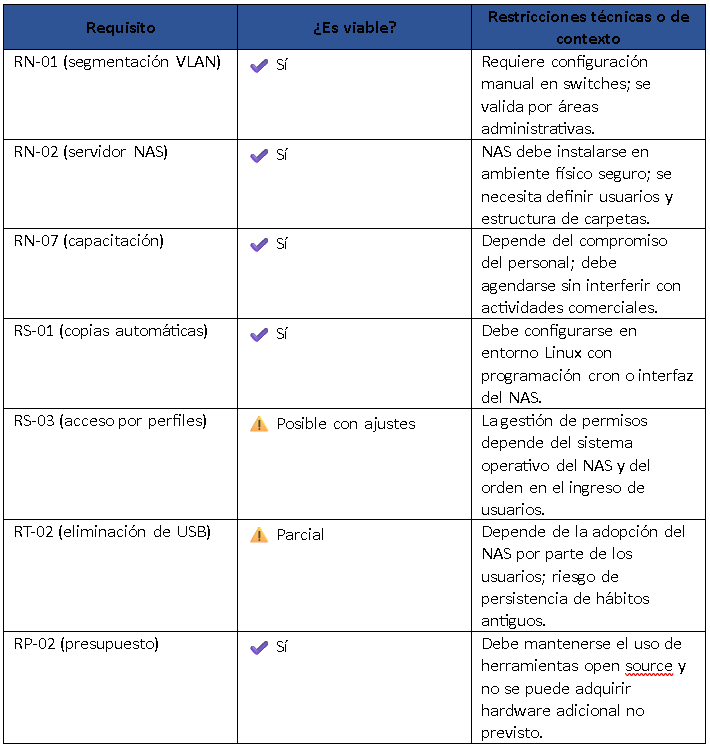 Requisito
¿Es viable?
Restricciones técnicas o de
contexto
RN-01 (segmentación VLAN)
Sí
Requiere configuración
manual en switches; se
valida por áreas
administrativas.
RN-02 (servidor NAS)
Sí
NAS debe instalarse en
ambiente físico seguro; se
necesita definir usuarios y
estructura de carpetas.
RN-07 (capacitación)
Sí
Depende del compromiso
del personal; debe
agendarse sin interferir con
actividades comerciales.
RS-01 (copias automáticas)
Sí
Debe configurarse en
entorno Linux con
programación cron o interfaz
del NAS.
RS-03 (acceso por perfiles)
Posible con ajustes
La gestión de permisos
depende del sistema
operativo del NAS y del
orden en el ingreso de
usuarios.
RT-02 (eliminación de USB)
Parcial
Depende de la adopción del
NAS por parte de los
usuarios; riesgo de
persistencia de hábitos
antiguos.
RP-02 (presupuesto)
Sí
Debe mantenerse el uso de
herramientas open source y
no se puede adquirir
hardware adicional no
previsto.